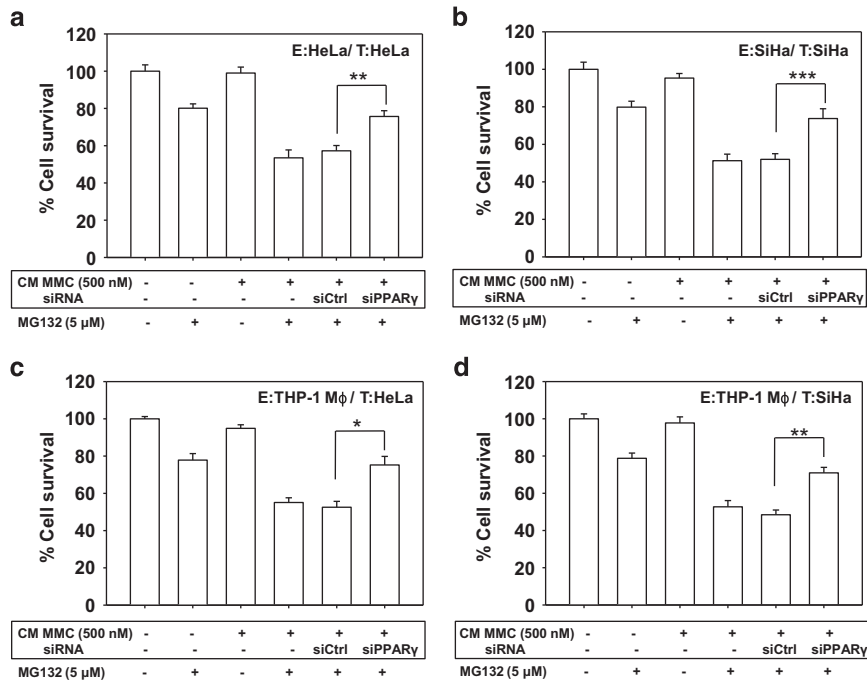 a
E:HeLa/ T:HeLa
**
% Cell survival
120
100
80
60
40
20
0
CM MMC (500 nM) - - + + + +
siRNA - - - - siCtrl siPPARγ
MG132 (5 μM) - + - + + +
b
E:SiHa/ T:SiHa
***
% Cell survival
120
100
80
60
40
20
0
CM MMC (500 nM) - - + + + +
siRNA - - - - siCtrl siPPARγ
MG132 (5 μM) - + - + + +
c
E:THP-1 Mϕ/ T:HeLa
*
% Cell survival
120
100
80
60
40
20
0
CM MMC (500 nM) - - + + + +
siRNA - - - - siCtrl siPPARγ
MG132 (5 μM) - + - + + +
d
E:THP-1 Mϕ/ T:SiHa
**
% Cell survival
120
100
80
60
40
20
0
CM MMC (500 nM) - - + + + +
siRNA - - - - siCtrl siPPARγ
MG132 (5 μM) - + - + + +